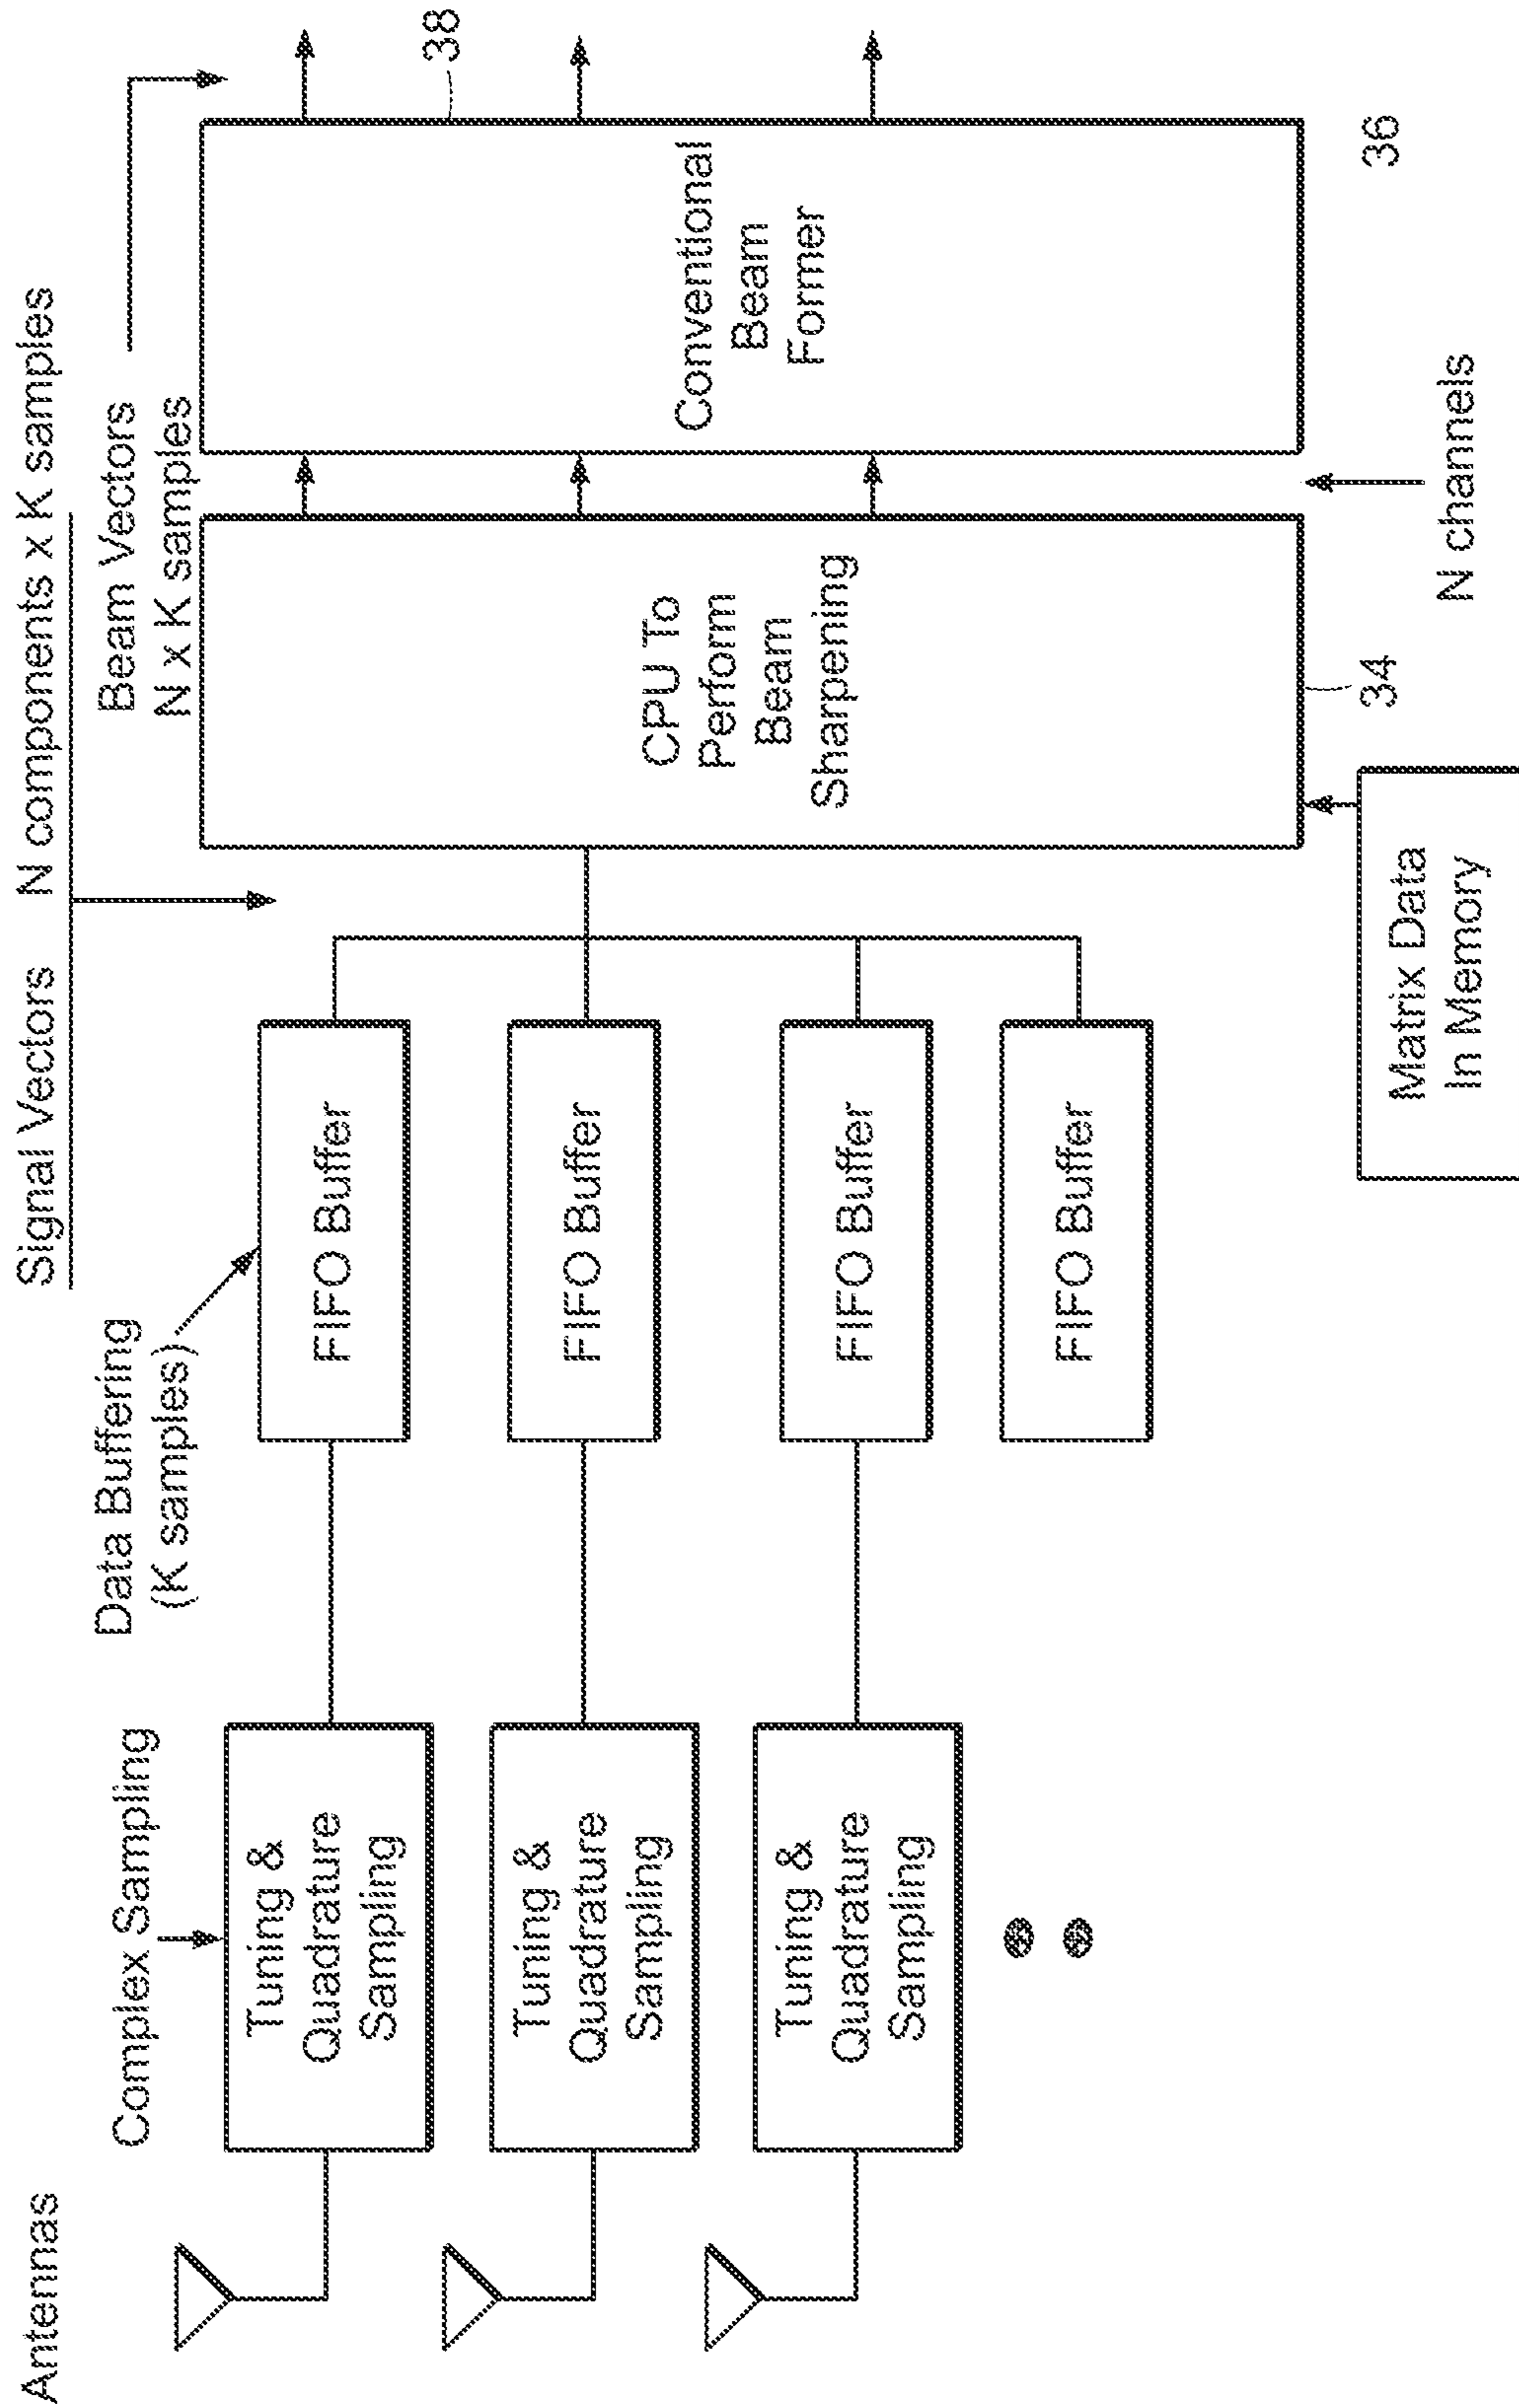 Antennas
Signal Vectors N components x K samples
Complex Sampling
Data Buffering
(K samples)
Beam Vectors
N x K samples
Tuning &
Quadrature
Sampling
Tuning &
Quadrature
Sampling
Tuning &
Quadrature
Sampling
FIFO Buffer
FIFO Buffer
FIFO Buffer
FIFO Buffer
CPU To
Perform
Beam
Sharpening
34
Conventional
Beam
Former
38
36
Matrix Data
In Memory
N channels